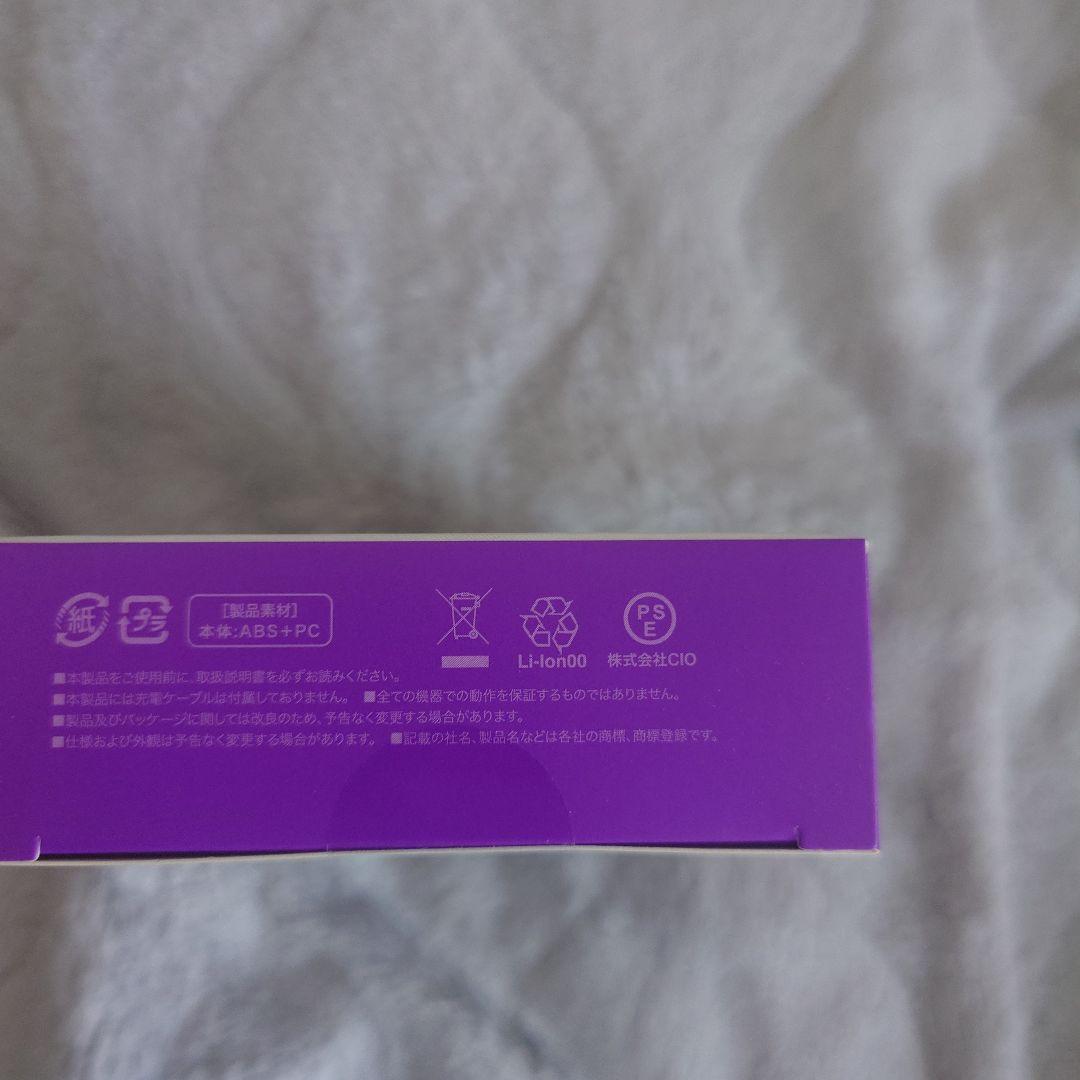 紙
プラ
［製品素材］
本体:ABS+PC
Li-Ion00
PS
E
株式会社CIO
■本製品をご使用前に、取扱説明書を必ずお読みください。
■本製品には充電ケーブルは付属しておりません。 ■全ての機器での動作を保証するものではありません。
■製品及びパッケージに関しては改良のため、予告なく変更する場合があります。
■仕様および外観は予告なく変更する場合があります。 ■記載の社名、製品名などは各社の商標、商標登録です。